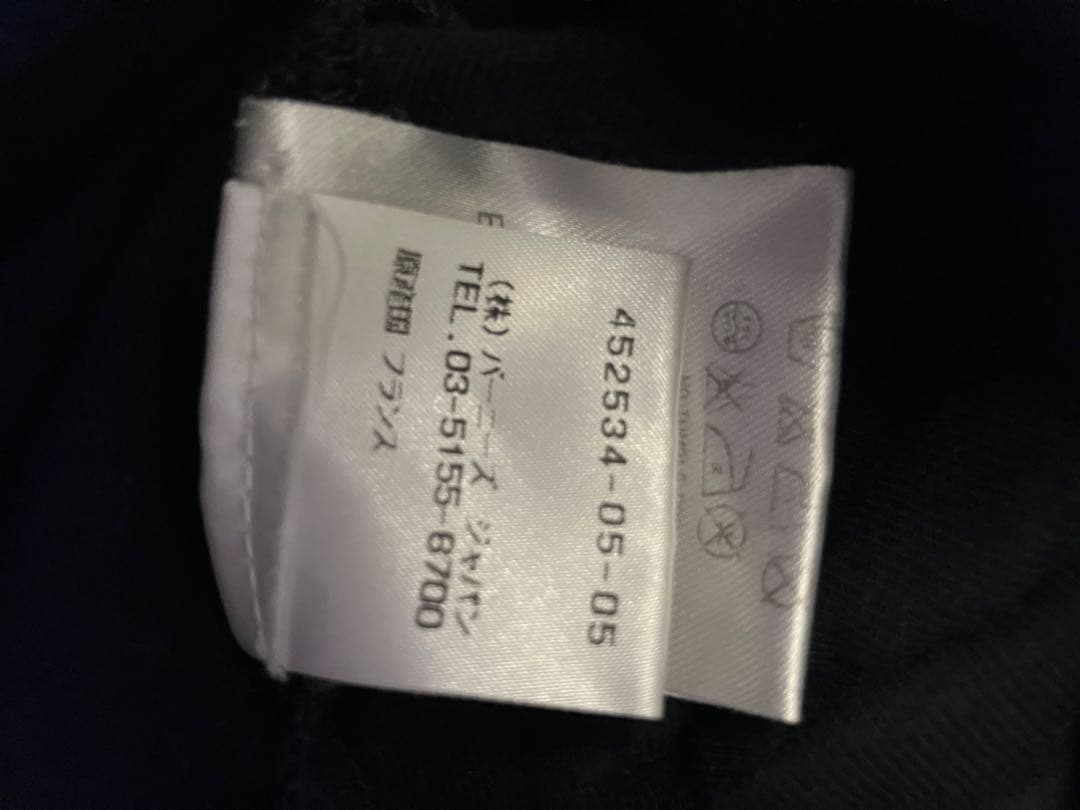 452534-05-05
(株)バーニーズ ジャパン
TEL.03-5155-8700
原産国 フランス